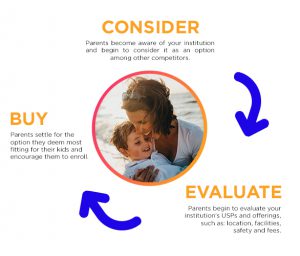 CONSIDER
Parents become aware of your institution
and begin to consider it as an option
among other competitors.
BUY
Parents settle for the
option they deem most
fitting for their kids and
encourage them to enroll.
EVALUATE
Parents begin to evaluate your
institution's USPs and offerings,
such as: location, facilities,
safety and fees.